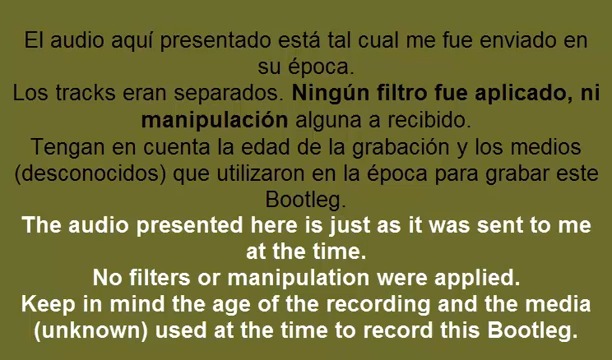 El audio aquí presentado está tal cual me fue enviado en
su época.
Los tracks eran separados. Ningún filtro fue aplicado, ni
manipulación alguna a recibido.
Tengan en cuenta la edad de la grabación y los medios
(desconocidos) que utilizaron en la época para grabar este
Bootleg.
The audio presented here is just as it was sent to me
at the time.
No filters or manipulation were applied.
Keep in mind the age of the recording and the media
(unknown) used at the time to record this Bootleg.